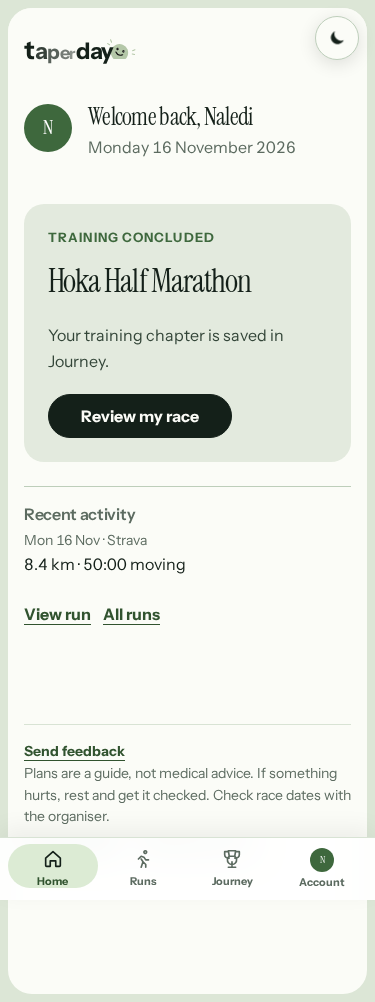 taperday
N
Welcome back, Naledi
Monday 16 November 2026
TRAINING CONCLUDED
Hoka Half Marathon
Your training chapter is saved in
Journey.
Review my race
Recent activity
Mon 16 Nov · Strava
8.4 km · 50:00 moving
View run All runs
Send feedback
Plans are a guide, not medical advice. If something
hurts, rest and get it checked. Check race dates with
the organiser.
N
Home Runs Journey Account